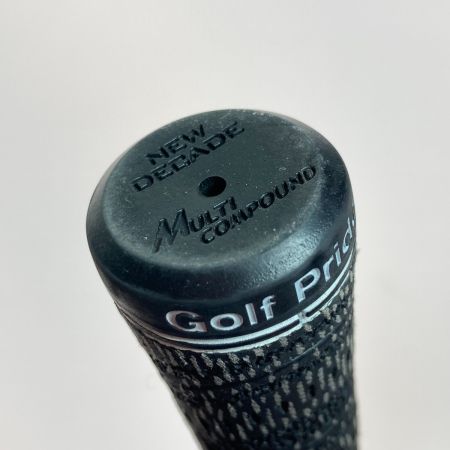 NEW
DECADE
MULTI
COMPOUND
Golf Pride